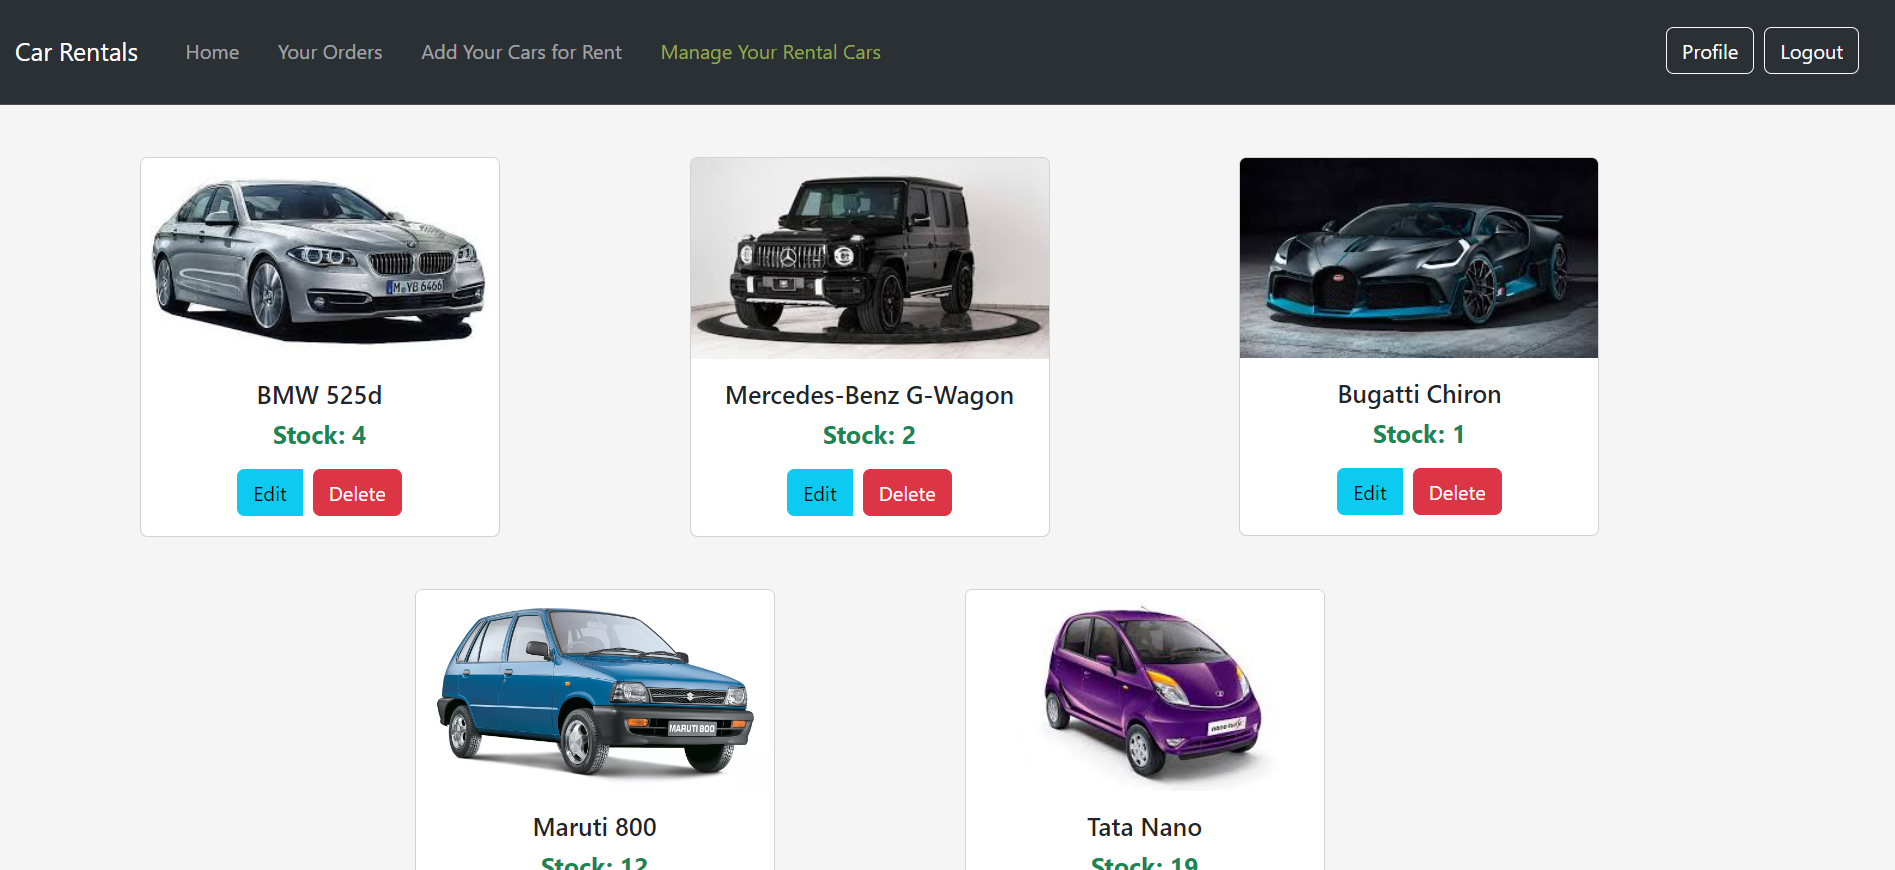 Car Rentals Home Your Orders Add Your Cars for Rent Manage Your Rental Cars Profile Logout
M YB 6466
BMW 525d
Stock: 4
Edit Delete
Mercedes-Benz G-Wagon
Stock: 2
Edit Delete
Bugatti Chiron
Stock: 1
Edit Delete
MARUTI 800
Maruti 800
Stock: 12
Tata Nano
Stock: 19